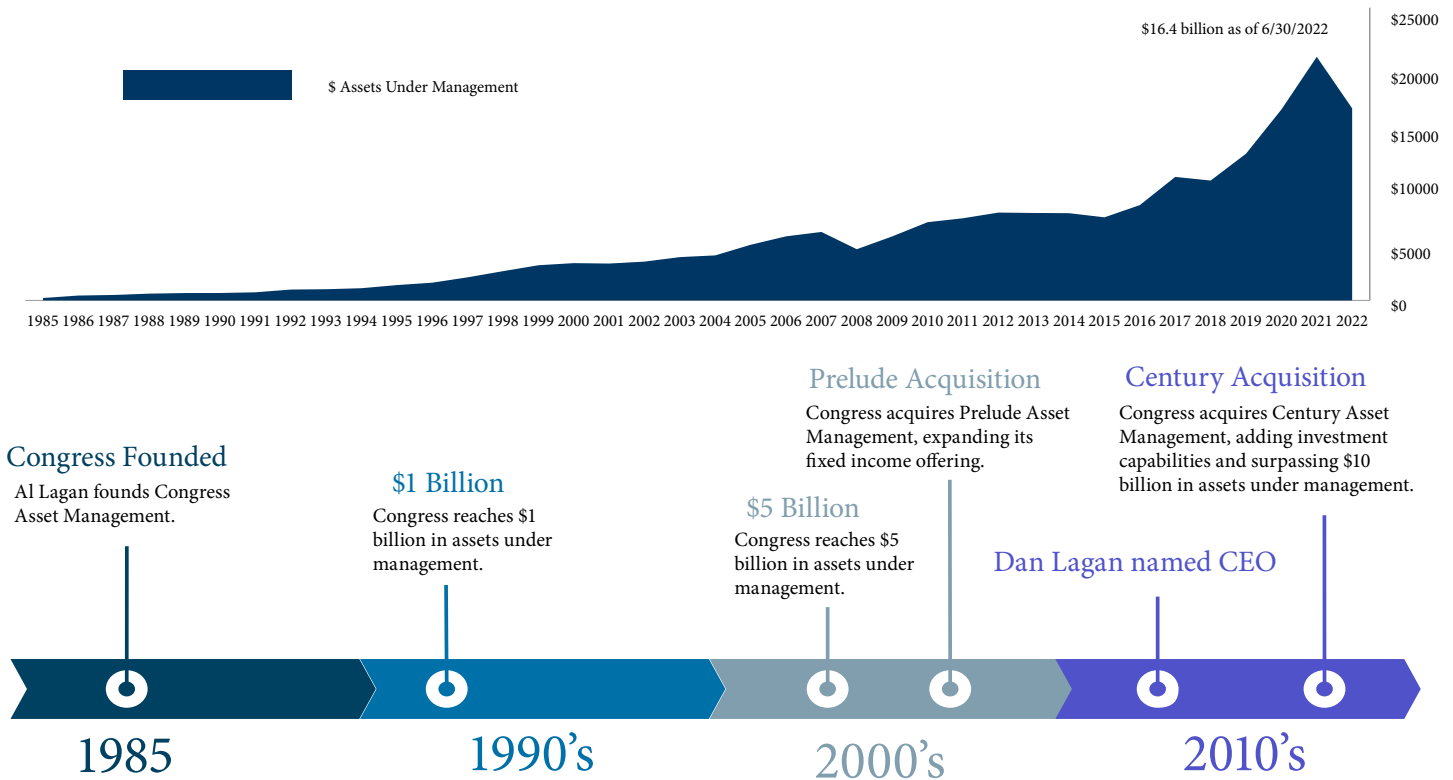 $16.4 billion as of 6/30/2022
$ Assets Under Management
$25000
$20000
$15000
$10000
$5000
$0
1985 1986 1987 1988 1989 1990 1991 1992 1993 1994 1995 1996 1997 1998 1999 2000 2001 2002 2003 2004 2005 2006 2007 2008 2009 2010 2011 2012 2013 2014 2015 2016 2017 2018 2019 2020 2021 2022
Congress Founded
Al Lagan founds Congress
Asset Management.
$1 Billion
Congress reaches $1
billion in assets under
management.
$5 Billion
Congress reaches $5
billion in assets under
management.
Prelude Acquisition
Congress acquires Prelude Asset
Management, expanding its
fixed income offering.
Dan Lagan named CEO
Century Acquisition
Congress acquires Century Asset
Management, adding investment
capabilities and surpassing $10
billion in assets under management.
1985
1990’s
2000’s
2010’s